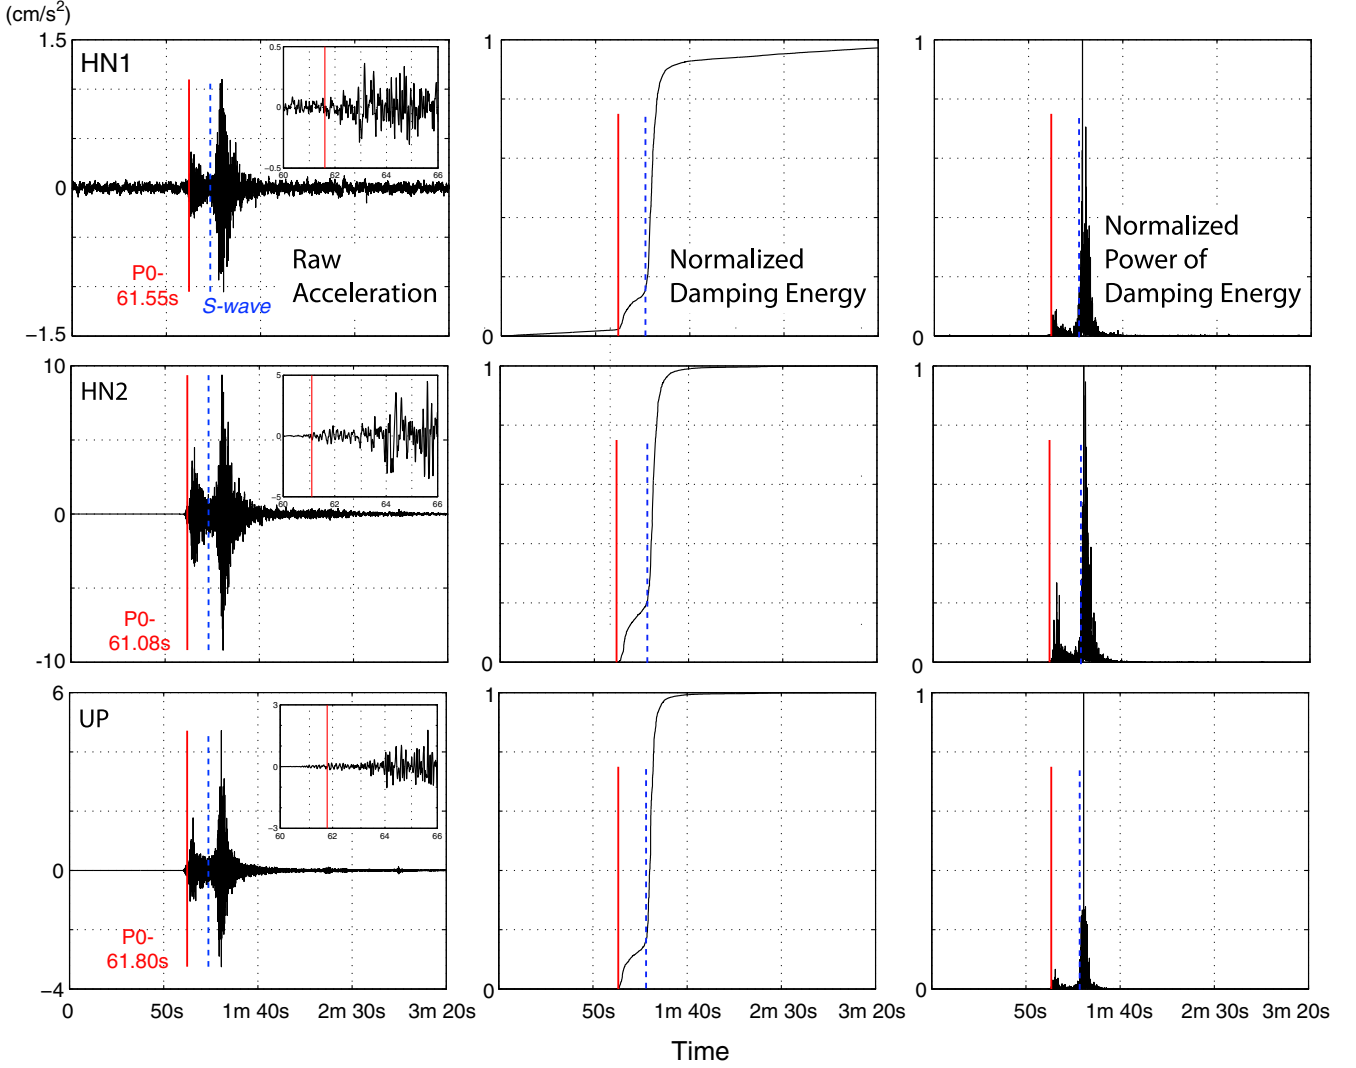 (cm/s²)
1.5
0
−1.5
HN1
P0-
61.55s
S-wave
Raw
Acceleration
0.5
0
−0.5
60 62 64 66
1
0
Normalized
Damping Energy
1
0
Normalized
Power of
Damping Energy
10
0
-10
HN2
P0-
61.08s
5
0
−5
60 62 64 66
1
0
1
0
6
0
−4
UP
P0-
61.80s
3
0
−3
60 62 64 66
1
0
1
0
0 50s 1m 40s 2m 30s 3m 20s
50s 1m 40s 2m 30s 3m 20s
50s 1m 40s 2m 30s 3m 20s
Time